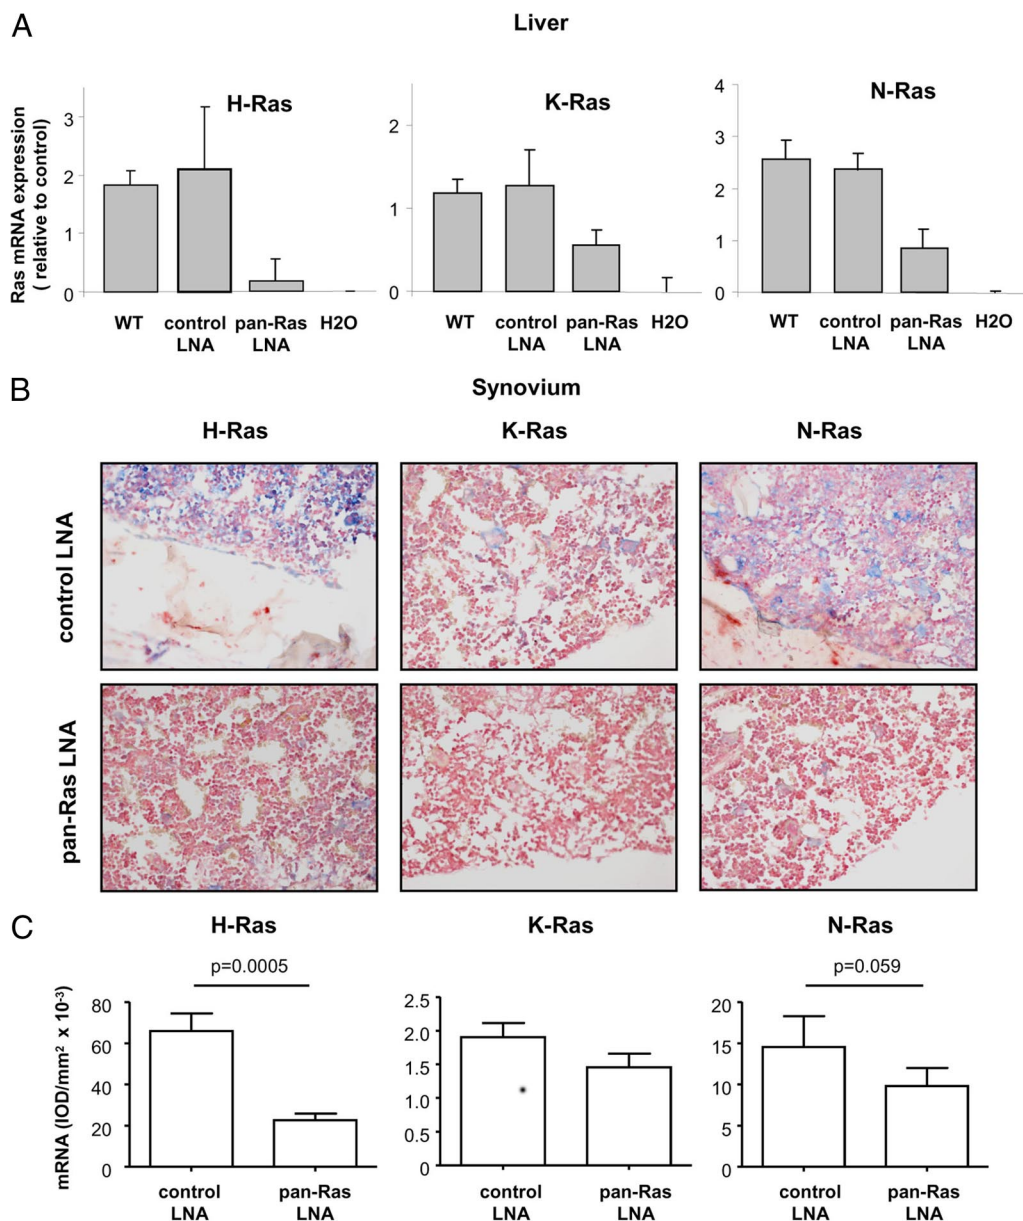 A
Liver
Ras mRNA expression
( relative to control)
H-Ras
3
2
1
0
WT
control
LNA
pan-Ras
LNA
H2O
K-Ras
2
1
0
WT
control
LNA
pan-Ras
LNA
H2O
N-Ras
4
3
2
1
0
WT
control
LNA
pan-Ras
LNA
H2O
B
Synovium
H-Ras
K-Ras
N-Ras
control LNA
pan-Ras LNA
C
mRNA (IOD/mm² x 10⁻³)
H-Ras
p=0.0005
80
60
40
20
0
control
LNA
pan-Ras
LNA
K-Ras
2.5
2.0
1.5
1.0
0.5
0
control
LNA
pan-Ras
LNA
N-Ras
p=0.059
20
15
10
5
0
control
LNA
pan-Ras
LNA